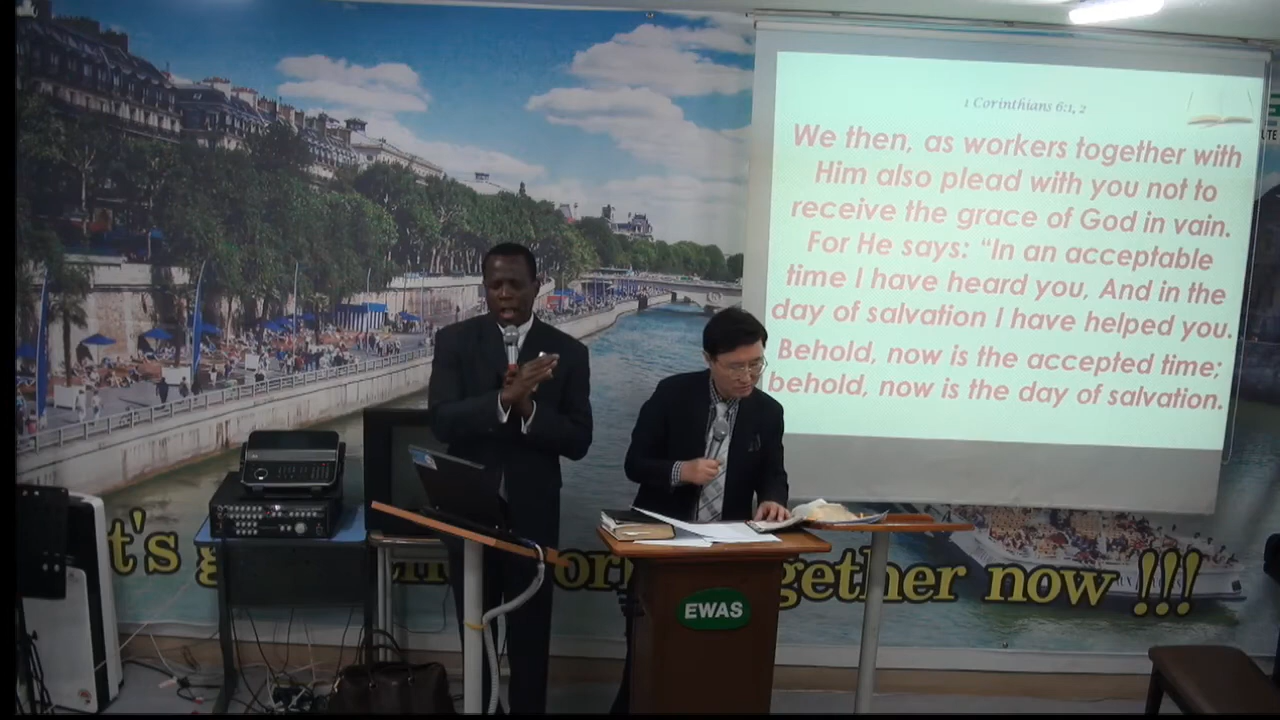 1 Corinthians 6:1, 2
We then, as workers together with
Him also plead with you not to
receive the grace of God in vain.
For He says: “In an acceptable
time I have heard you, And in the
day of salvation I have helped you.
Behold, now is the accepted time;
behold, now is the day of salvation.
together now !!!
EWAS